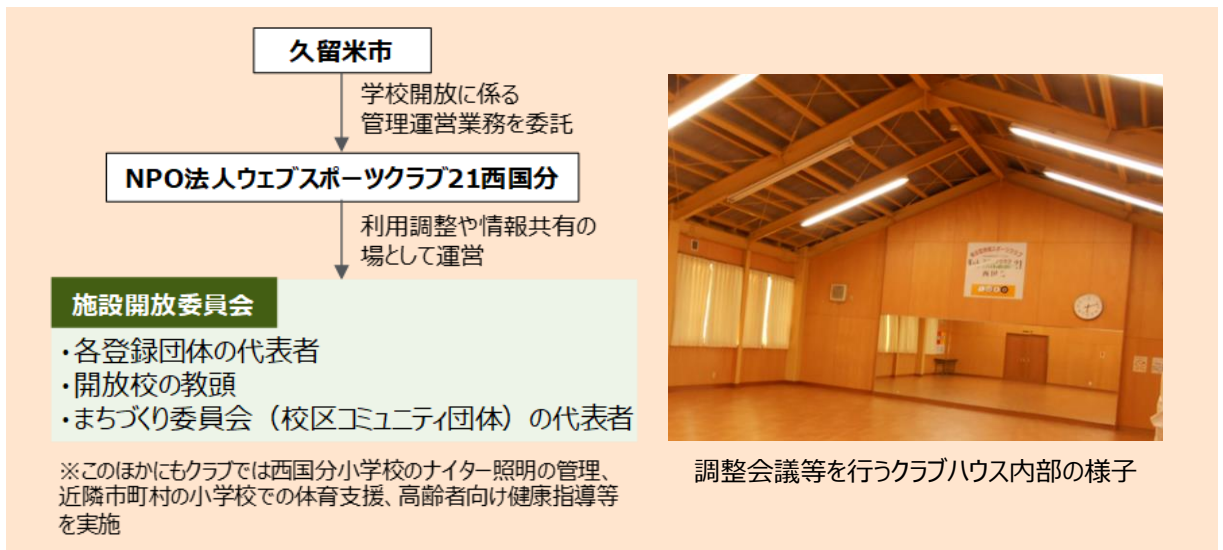 久留米市
学校開放に係る
管理運営業務を委託
NPO法人ウェブスポーツクラブ21西国分
利用調整や情報共有の
場として運営
施設開放委員会
・各登録団体の代表者
・開放校の教頭
・まちづくり委員会（校区コミュニティ団体）の代表者
※このほかにもクラブでは西国分小学校のナイター照明の管理、
近隣市町村の小学校での体育支援、高齢者向け健康指導等
を実施
調整会議等を行うクラブハウス内部の様子